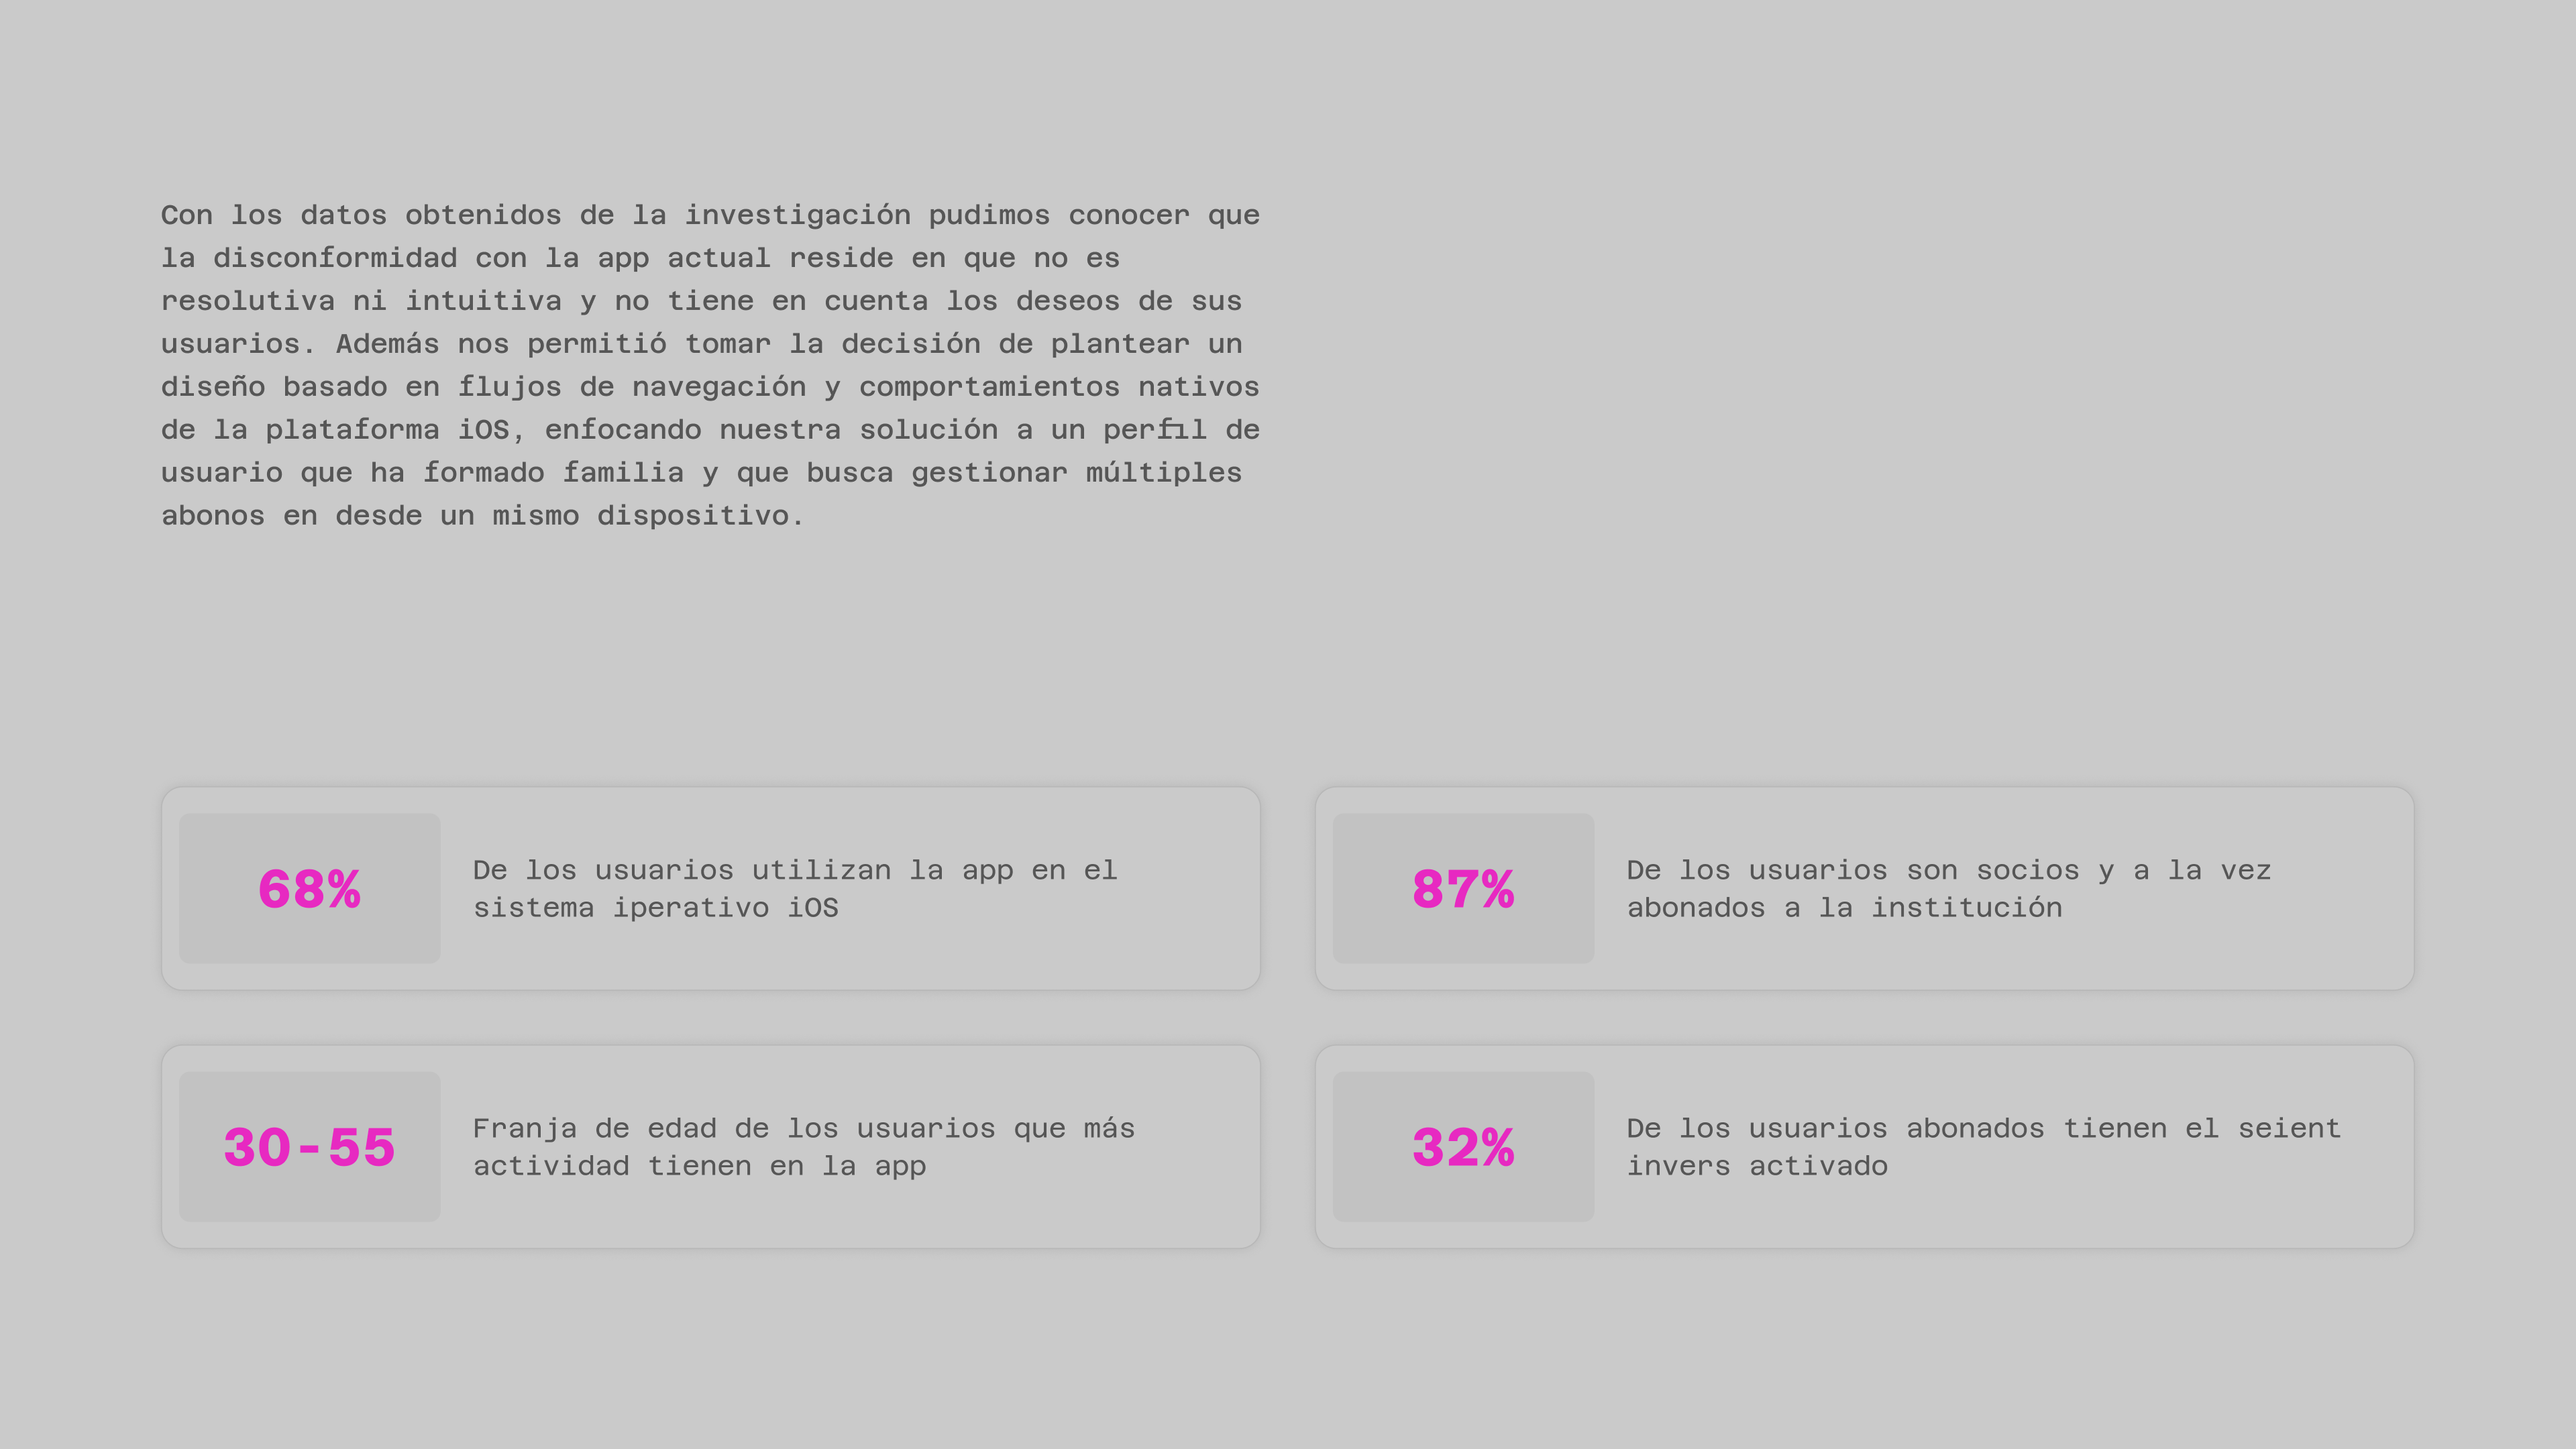 Con los datos obtenidos de la investigación pudimos conocer que
la disconformidad con la app actual reside en que no es
resolutiva ni intuitiva y no tiene en cuenta los deseos de sus
usuarios. Además nos permitió tomar la decisión de plantear un
diseño basado en flujos de navegación y comportamientos nativos
de la plataforma iOS, enfocando nuestra solución a un perfil de
usuario que ha formado familia y que busca gestionar múltiples
abonos en desde un mismo dispositivo.
68%
De los usuarios utilizan la app en el
sistema iperativo iOS
87%
De los usuarios son socios y a la vez
abonados a la institución
30-55
Franja de edad de los usuarios que más
actividad tienen en la app
32%
De los usuarios abonados tienen el seient
invers activado